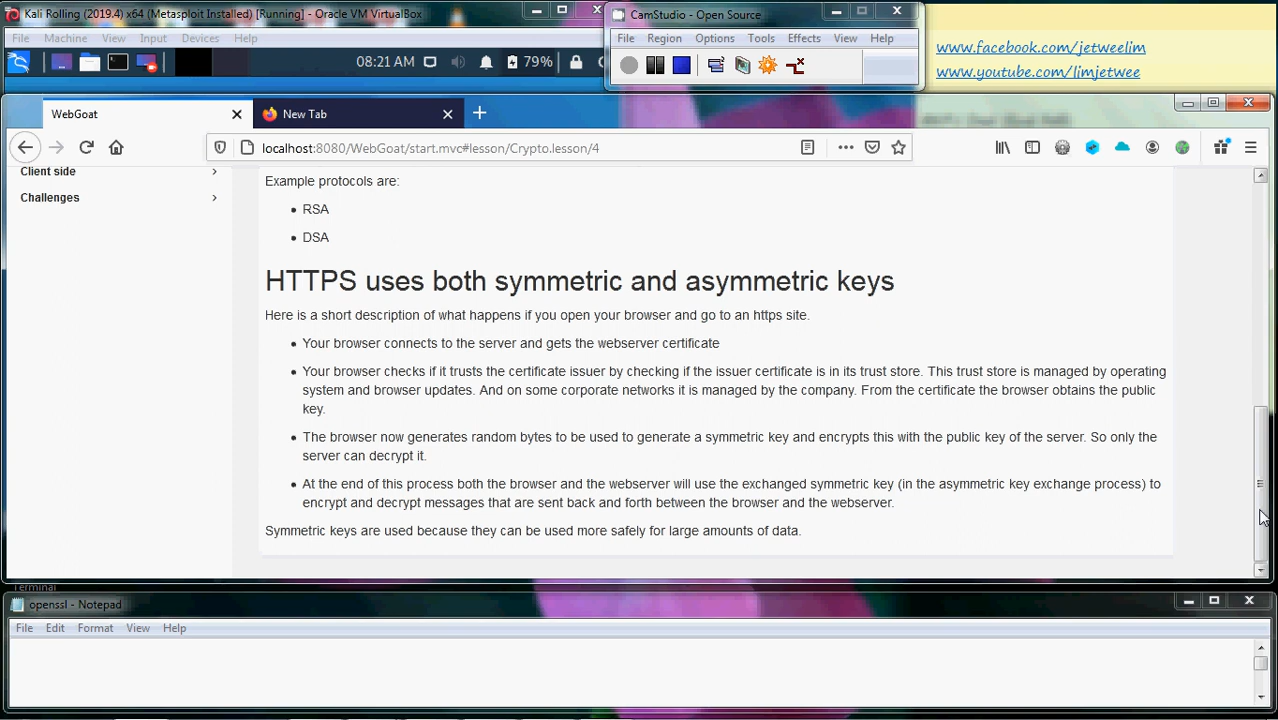 Kali Rolling (2019.4) x64 (Metasploit Installed) [Running] - Oracle VM VirtualBox
File Machine View Input Devices Help
08:21 AM 79%
CamStudio - Open Source
File Region Options Tools Effects View Help
www.facebook.com/jetweelim
www.youtube.com/limjetwee
WebGoat
New Tab
localhost:8080/WebGoat/start.mvc#lesson/Crypto.lesson/4
Client side
Challenges
Example protocols are:
RSA
DSA
HTTPS uses both symmetric and asymmetric keys
Here is a short description of what happens if you open your browser and go to an https site.
Your browser connects to the server and gets the webserver certificate
Your browser checks if it trusts the certificate issuer by checking if the issuer certificate is in its trust store. This trust store is managed by operating
system and browser updates. And on some corporate networks it is managed by the company. From the certificate the browser obtains the public
key.
The browser now generates random bytes to be used to generate a symmetric key and encrypts this with the public key of the server. So only the
server can decrypt it.
At the end of this process both the browser and the webserver will use the exchanged symmetric key (in the asymmetric key exchange process) to
encrypt and decrypt messages that are sent back and forth between the browser and the webserver.
Symmetric keys are used because they can be used more safely for large amounts of data.
Terminal
openssl - Notepad
File Edit Format View Help